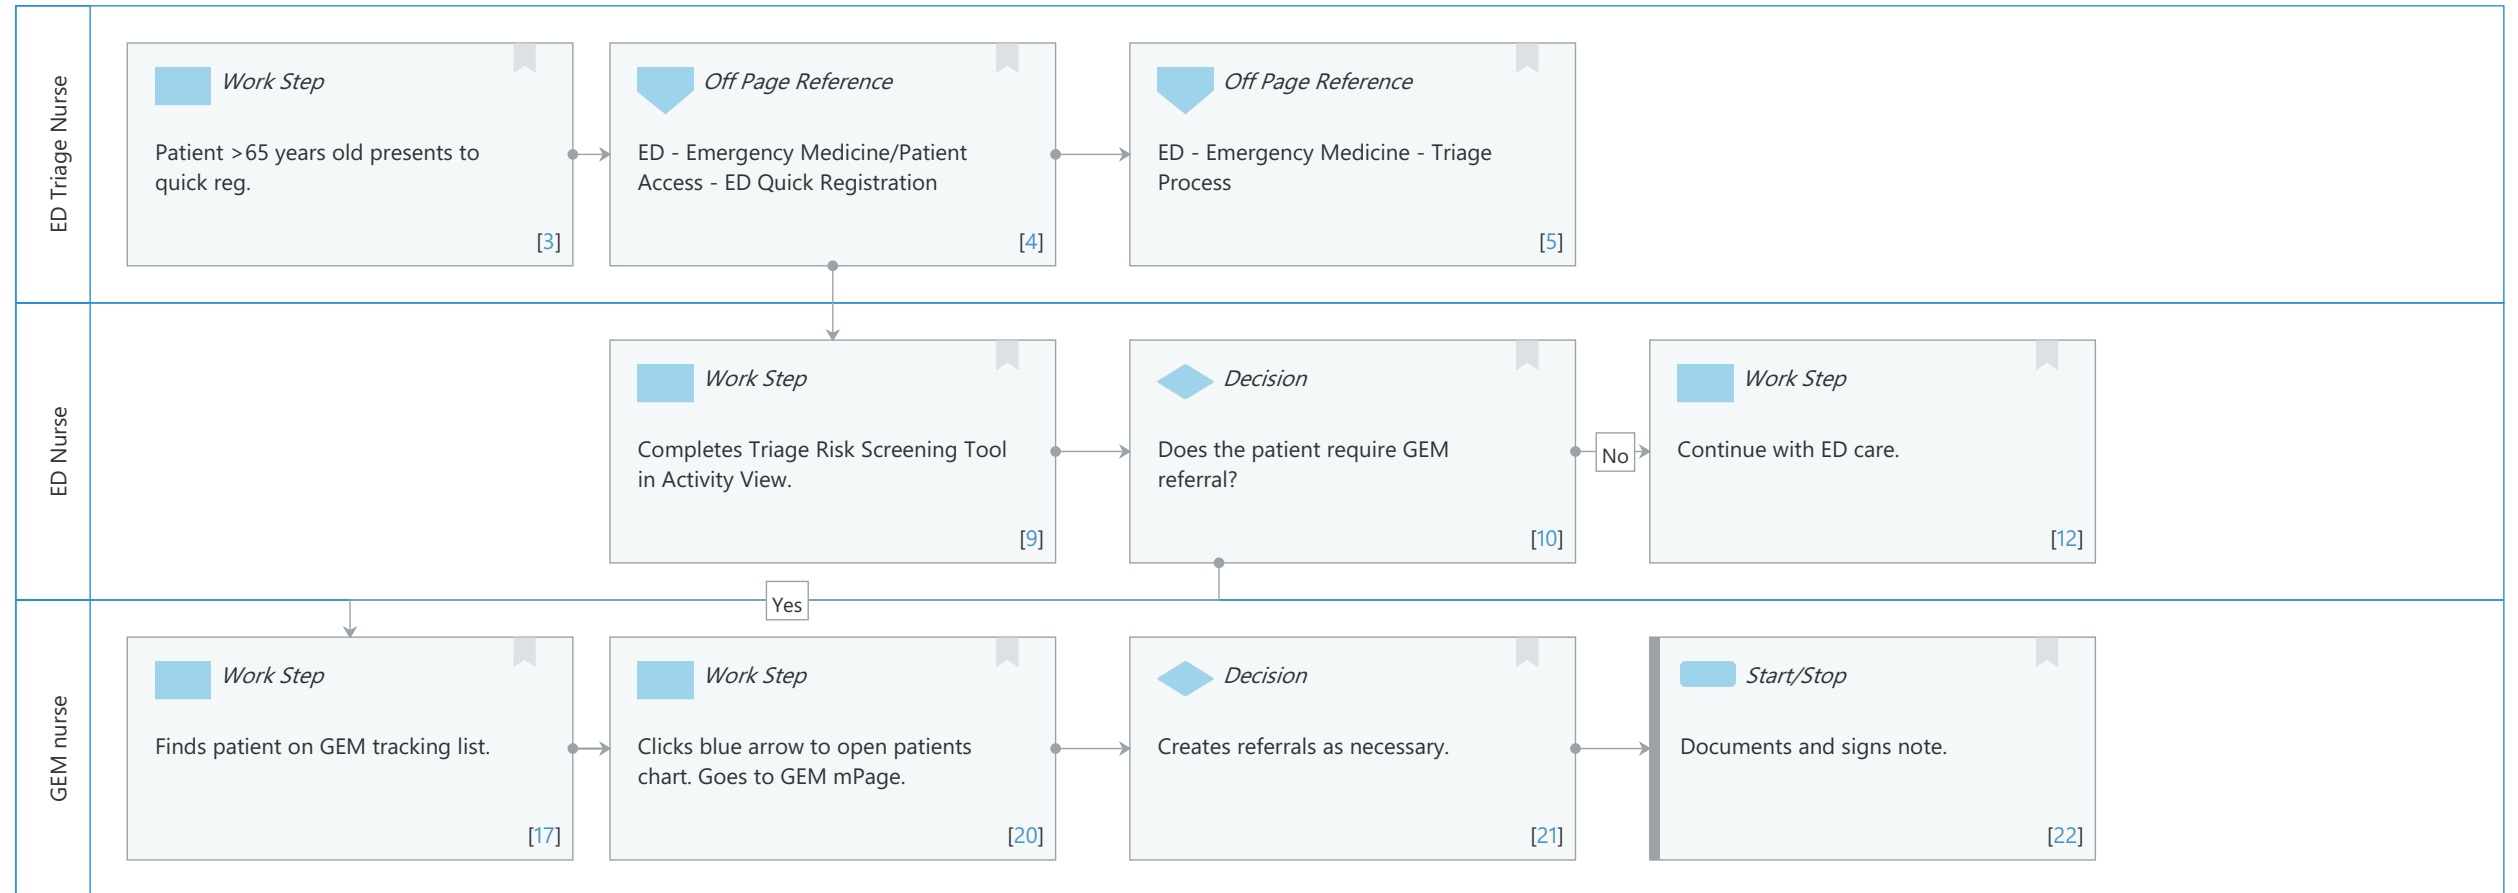 ED Triage Nurse
Work Step
Patient >65 years old presents to
quick reg.
[3]
Off Page Reference
ED - Emergency Medicine/Patient
Access - ED Quick Registration
[4]
Off Page Reference
ED - Emergency Medicine - Triage
Process
[5]
ED Nurse
Work Step
Completes Triage Risk Screening Tool
in Activity View.
[9]
Decision
Does the patient require GEM
referral?
[10]
No
Work Step
Continue with ED care.
[12]
Yes
GEM nurse
Work Step
Finds patient on GEM tracking list.
[17]
Work Step
Clicks blue arrow to open patients
chart. Goes to GEM mPage.
[20]
Decision
Creates referrals as necessary.
[21]
Start/Stop
Documents and signs note.
[22]